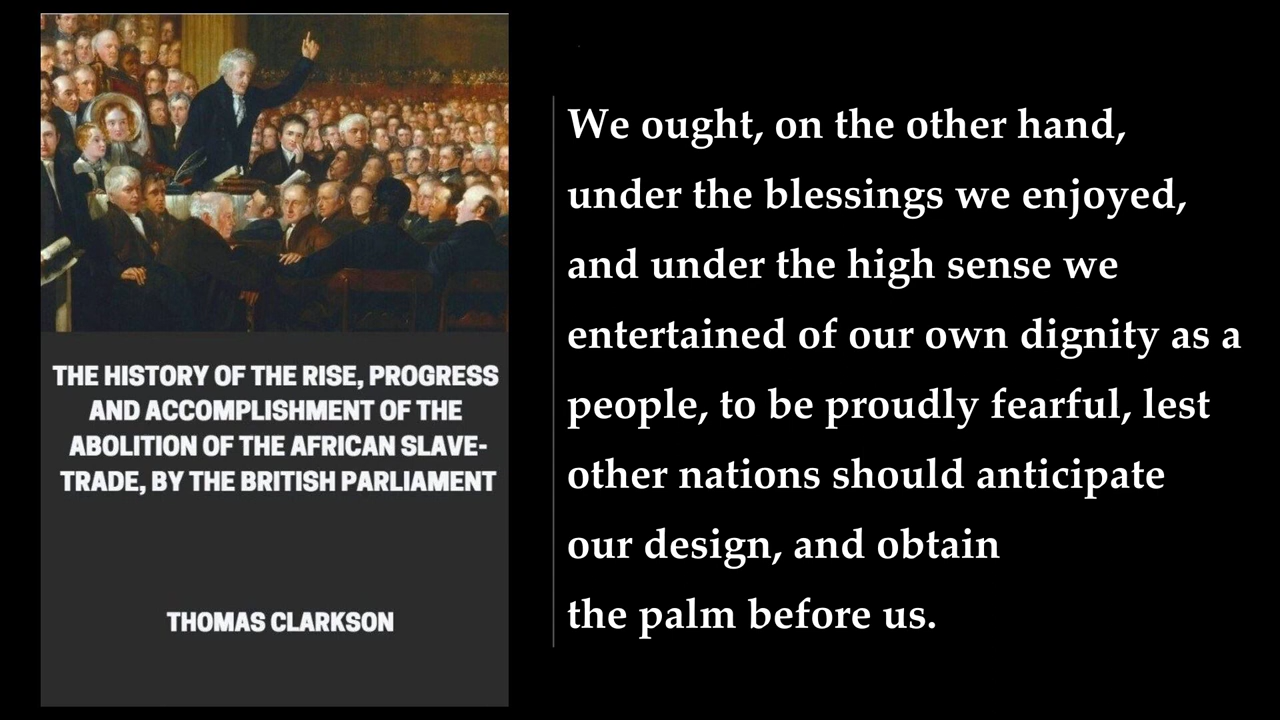 THE HISTORY OF THE RISE, PROGRESS
AND ACCOMPLISHMENT OF THE
ABOLITION OF THE AFRICAN SLAVE-
TRADE, BY THE BRITISH PARLIAMENT
THOMAS CLARKSON
We ought, on the other hand,
under the blessings we enjoyed,
and under the high sense we
entertained of our own dignity as a
people, to be proudly fearful, lest
other nations should anticipate
our design, and obtain
the palm before us.